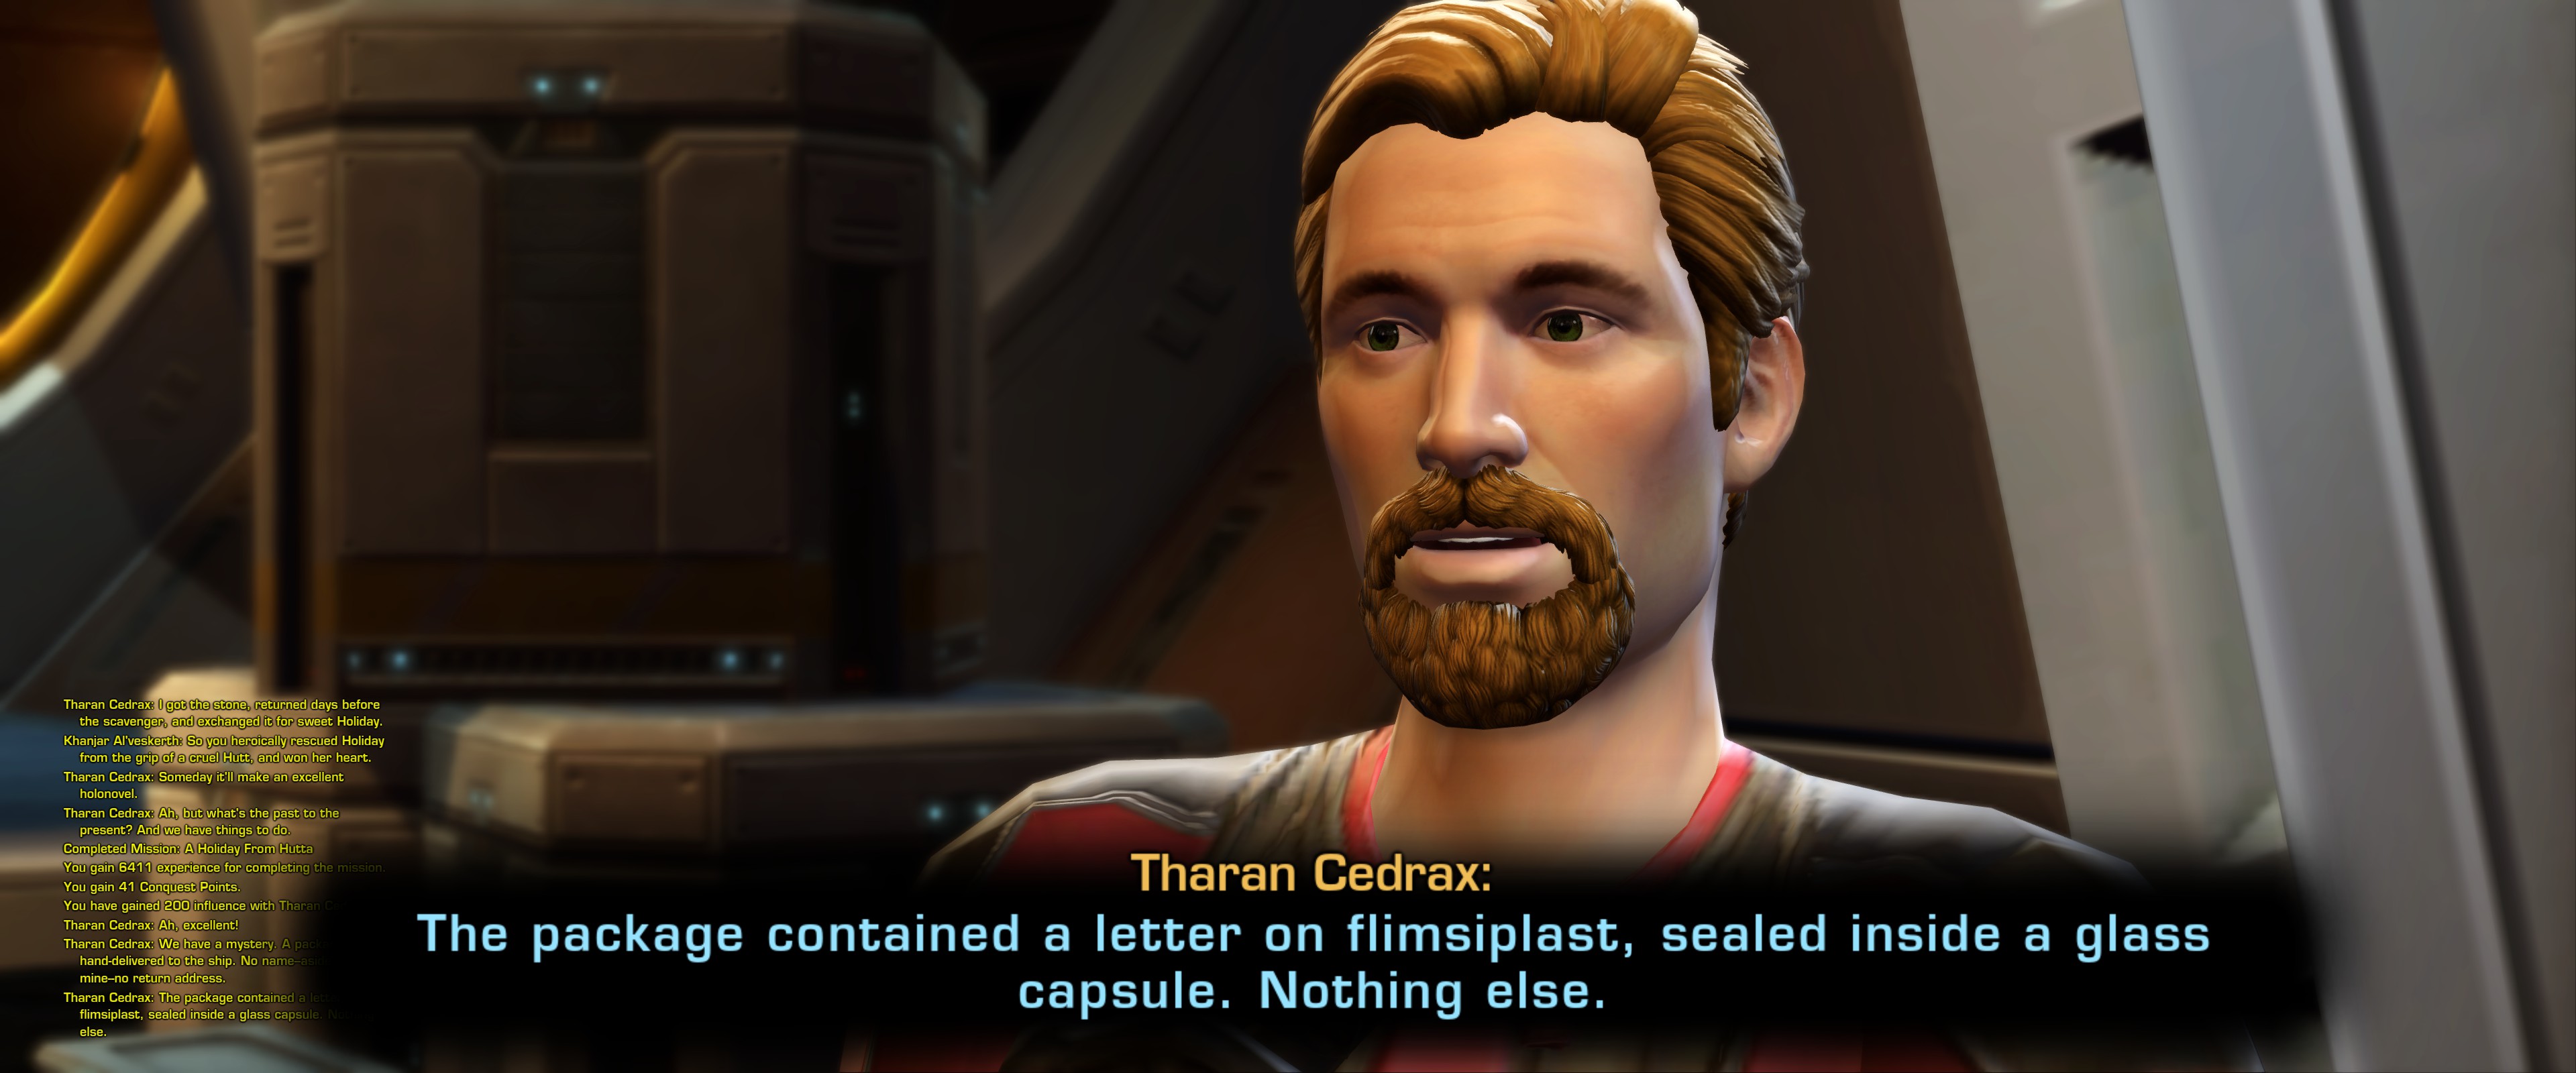 Tharan Cedrax: I got the stone, returned days before
the scavenger, and exchanged it for sweet Holiday.
Khanjar Al'veskerth: So you heroically rescued Holiday
from the grip of a cruel Hutt, and won her heart.
Tharan Cedrax: Someday it'll make an excellent
holonovel.
Tharan Cedrax: Ah, but what's the past to the
present? And we have things to do.
Completed Mission: A Holiday From Hutta
You gain 6411 experience for completing the mission.
You gain 41 Conquest Points.
You have gained 200 influence with Tharan
Tharan Cedrax: Ah, excellent!
Tharan Cedrax: We have a mystery. A
hand-delivered to the ship. No name–
mine–no return address.
Tharan Cedrax: The package contained a
flimsiplast, sealed inside a glass capsule.
else.
Tharan Cedrax:
The package contained a letter on flimsiplast, sealed inside a glass
capsule. Nothing else.